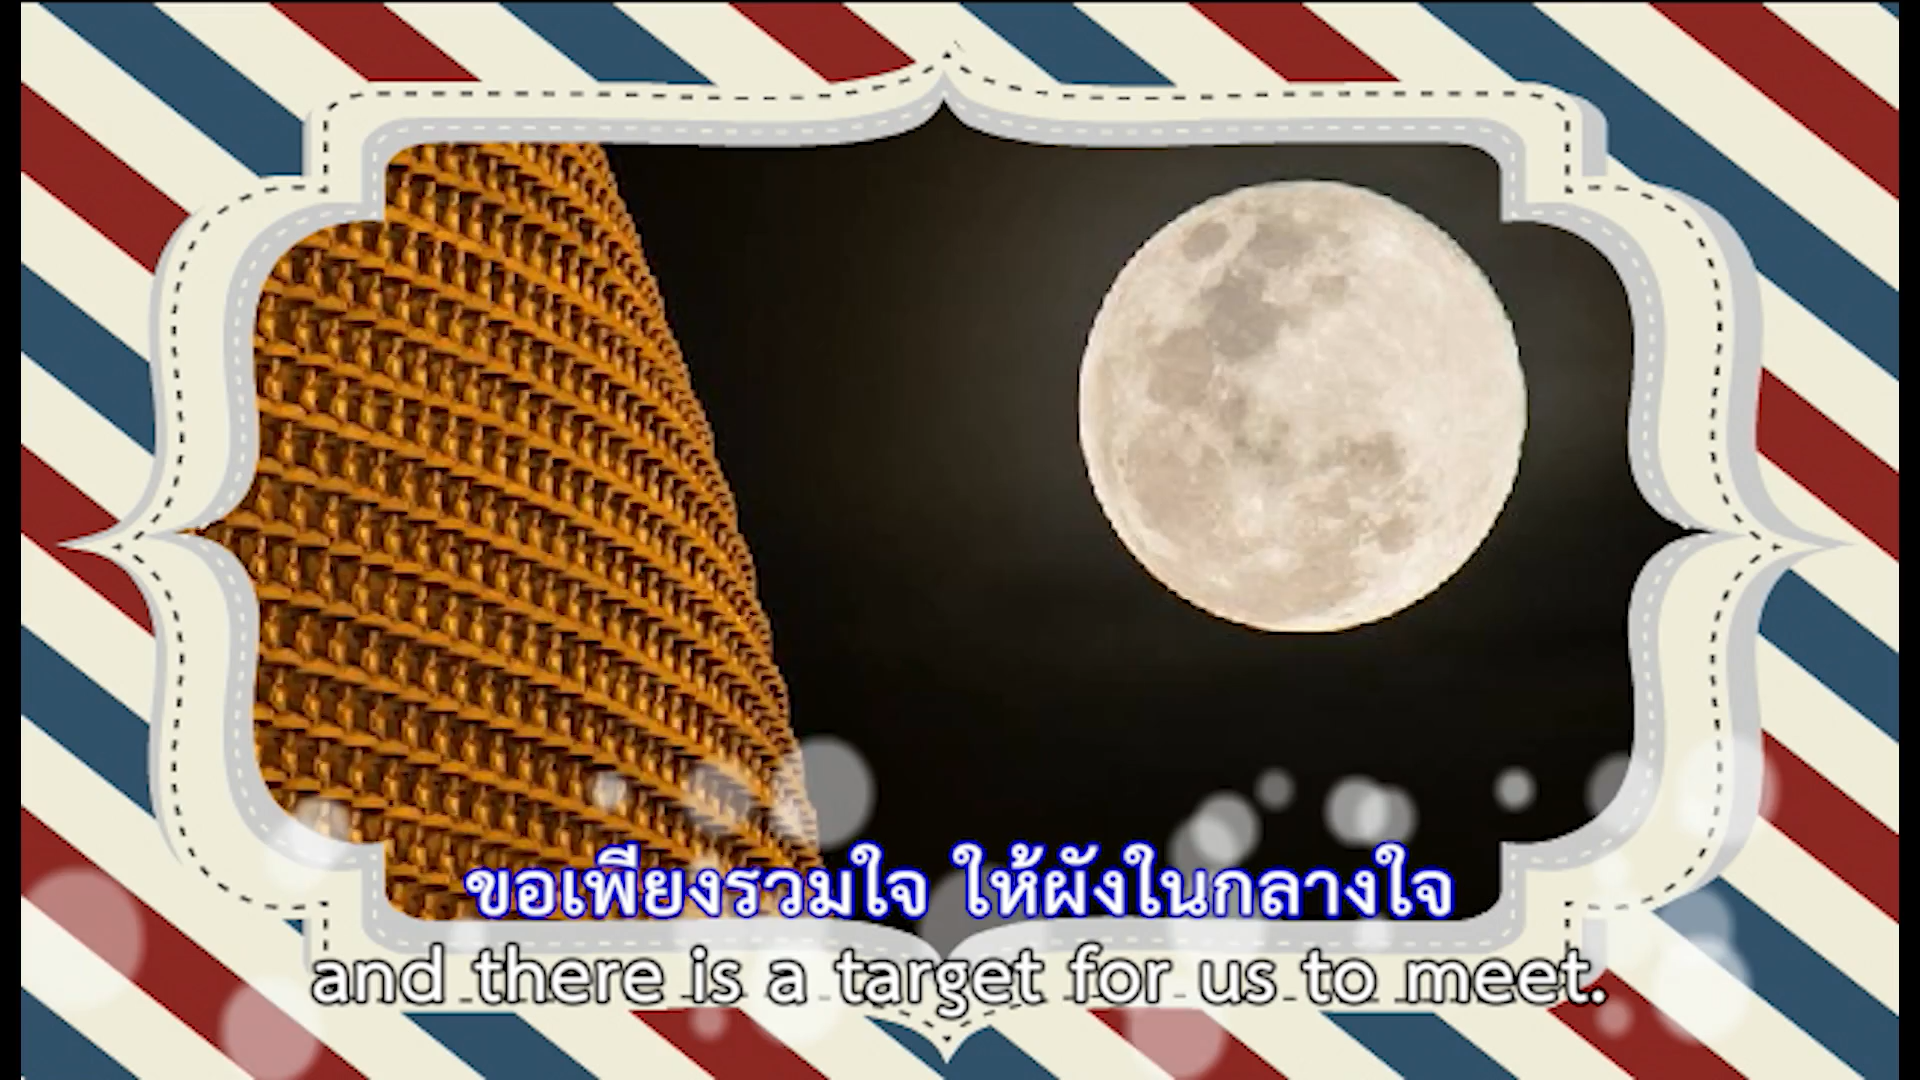 ขอเพียงรวมใจ ให้ผังในกลางใจ
and there is a target for us to meet.